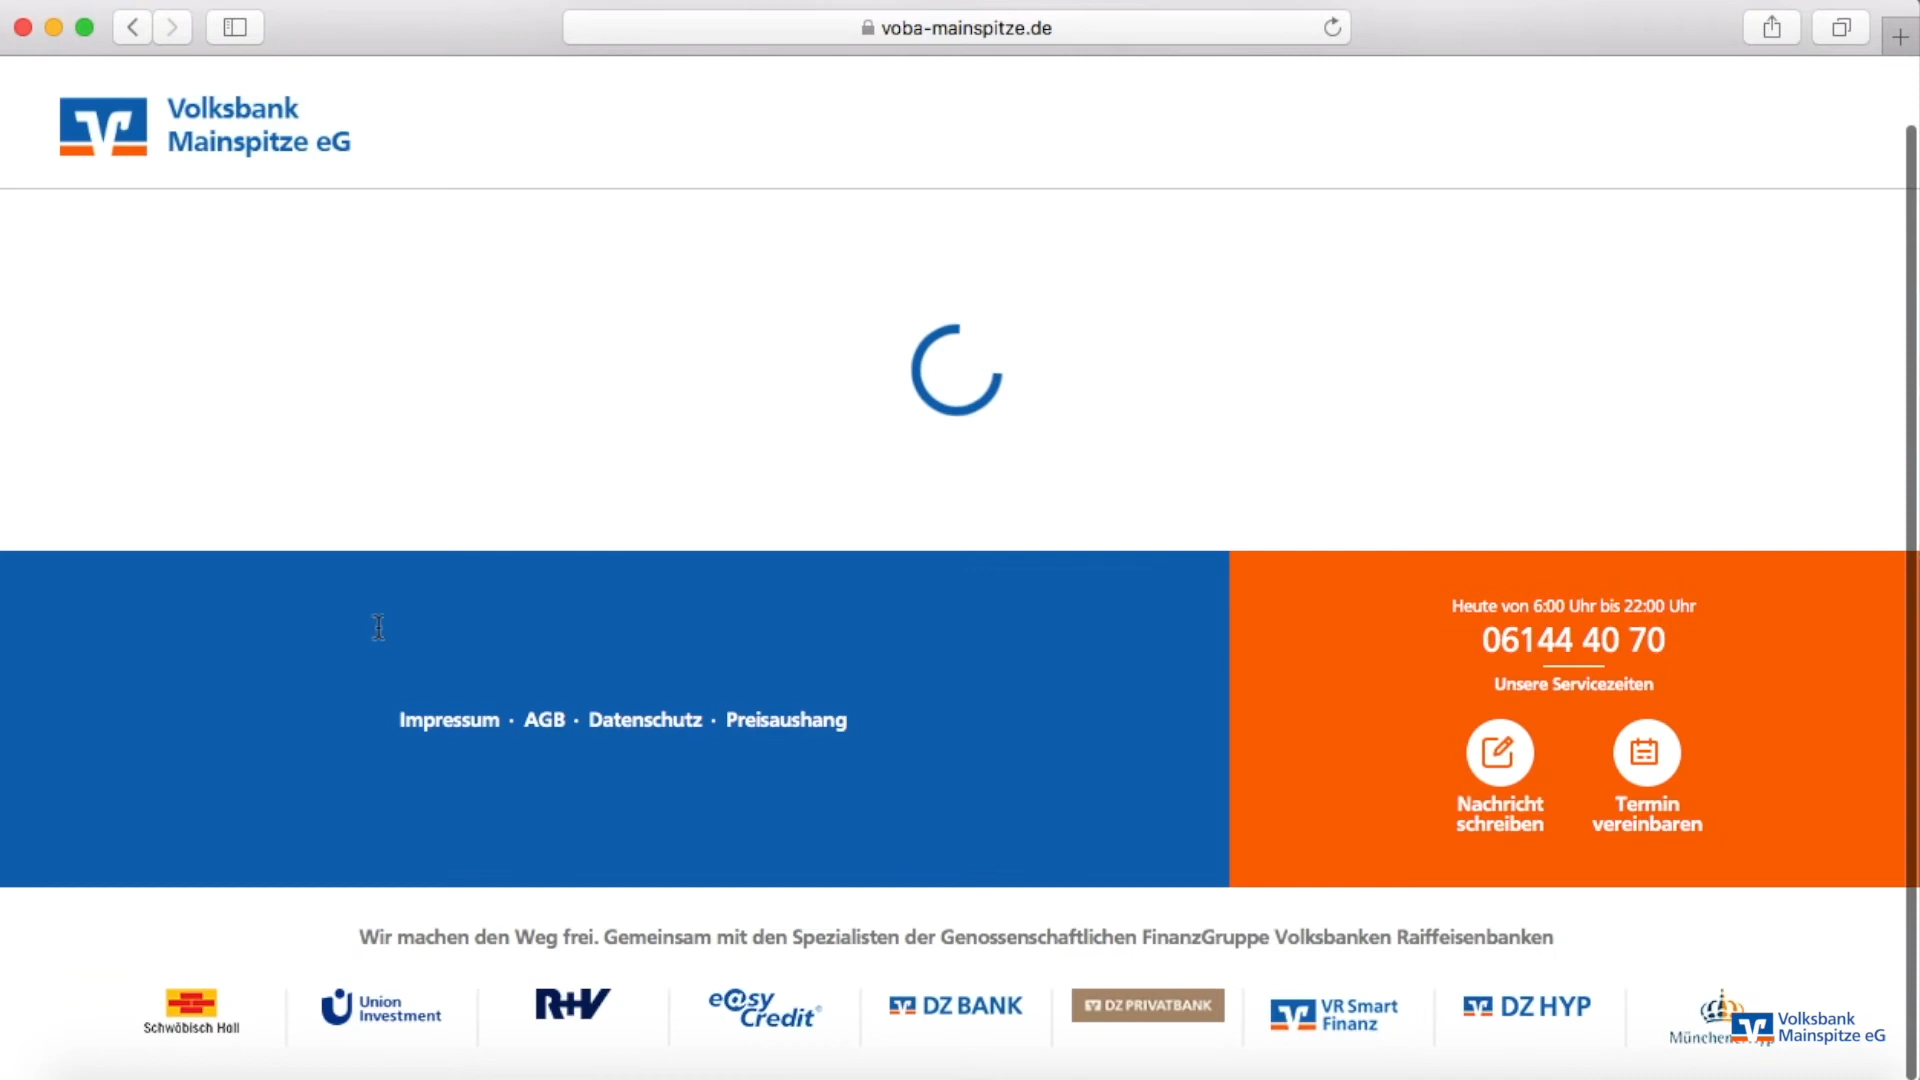 voba-mainspitze.de
Volksbank
Mainspitze eG
Heute von 6:00 Uhr bis 22:00 Uhr
06144 40 70
Unsere Servicezeiten
Impressum · AGB · Datenschutz · Preisaushang
Nachricht
schreiben
Termin
vereinbaren
Wir machen den Weg frei. Gemeinsam mit den Spezialisten der Genossenschaftlichen FinanzGruppe Volksbanken Raiffeisenbanken
Schwäbisch Hall
Union
Investment
R+V
e@sy
Credit®
DZ BANK
DZ PRIVATBANK
VR Smart
Finanz
DZ HYP
Volksbank
Mainspitze eG